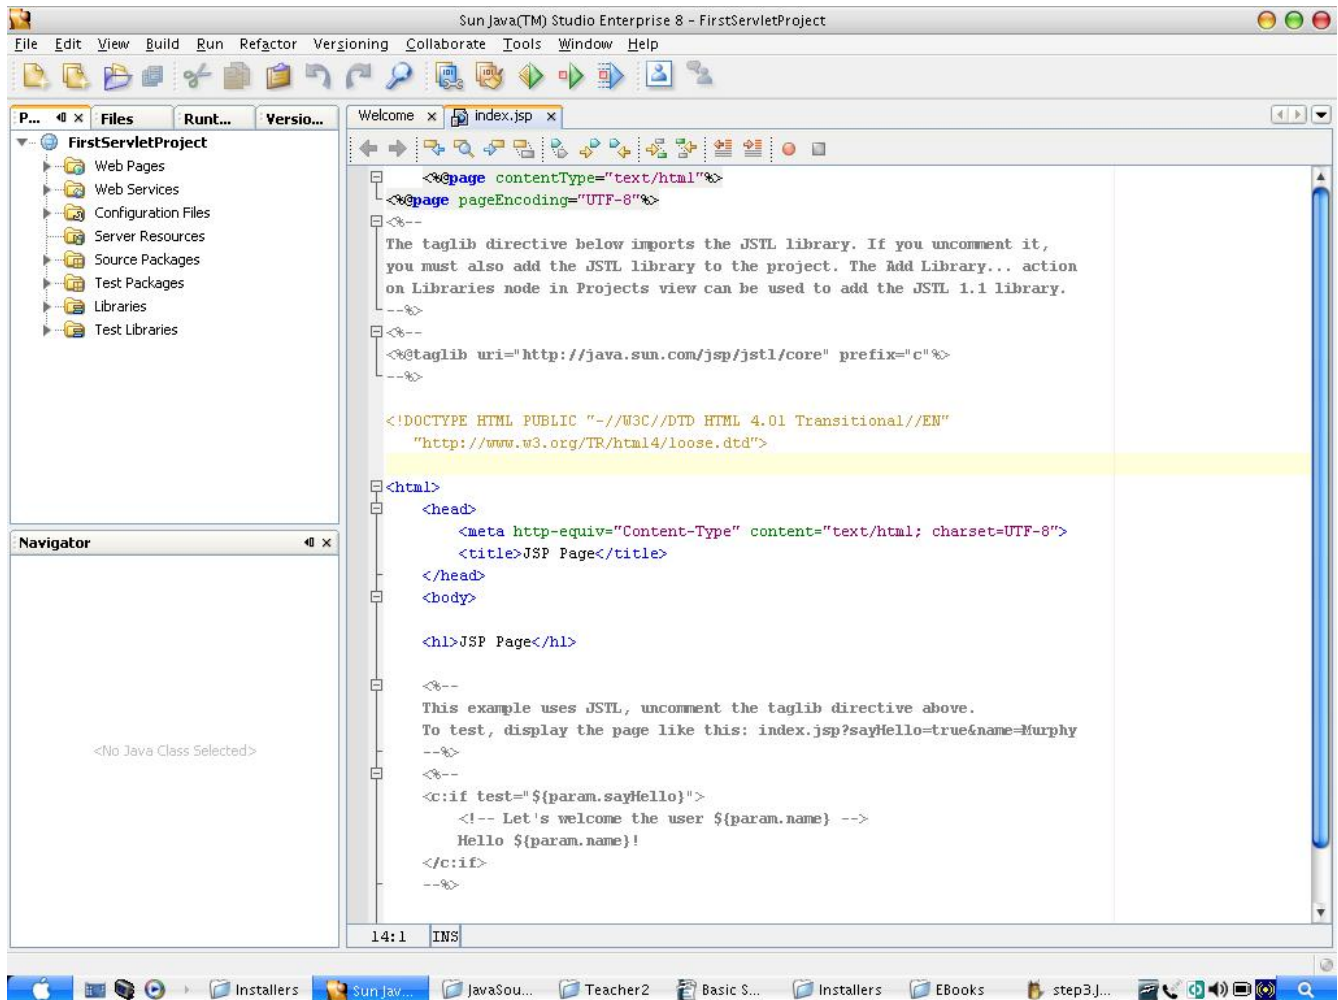 Sun Java(TM) Studio Enterprise 8 - FirstServletProject
File Edit View Build Run Refactor Versioning Collaborate Tools Window Help
P... Files Runt... Versio...
FirstServletProject
Web Pages
Web Services
Configuration Files
Server Resources
Source Packages
Test Packages
Libraries
Test Libraries
Navigator
<No Java Class Selected>
Welcome index.jsp
<%@page contentType="text/html"%>
<%@page pageEncoding="UTF-8"%>
<%--
The taglib directive below imports the JSTL library. If you uncomment it,
you must also add the JSTL library to the project. The Add Library... action
on Libraries node in Projects view can be used to add the JSTL 1.1 library.
--%>
<%--
<%@taglib uri="http://java.sun.com/jsp/jstl/core" prefix="c"%>
--%>
<!DOCTYPE HTML PUBLIC "-//W3C//DTD HTML 4.01 Transitional//EN"
"http://www.w3.org/TR/html4/loose.dtd">
<html>
<head>
<meta http-equiv="Content-Type" content="text/html; charset=UTF-8">
<title>JSP Page</title>
</head>
<body>
<h1>JSP Page</h1>
<%--
This example uses JSTL, uncomment the taglib directive above.
To test, display the page like this: index.jsp?sayHello=true&name=Murphy
--%>
<%--
<c:if test="${param.sayHello}">
<!-- Let's welcome the user ${param.name} -->
Hello ${param.name}!
</c:if>
--%>
14:1 INS
Installers Sun Jav... JavaSou... Teacher2 Basic S... Installers EBooks step3.j...